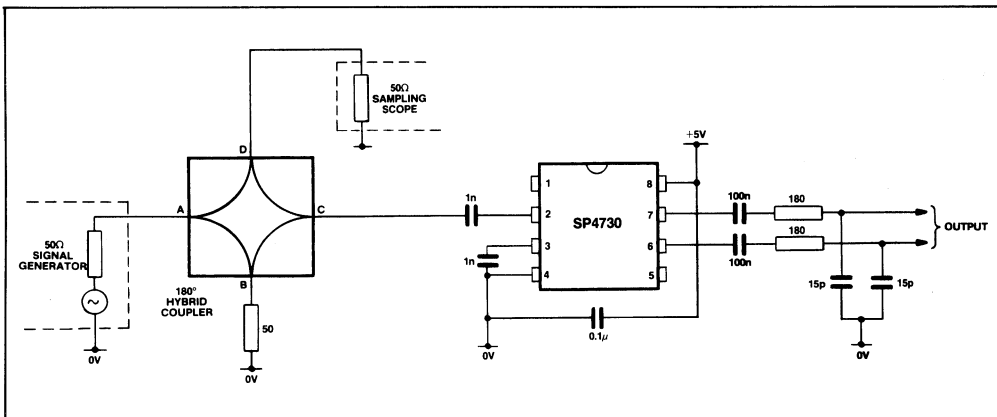 50Ω
SAMPLING
SCOPE
D
+5V
1
8
100n
180
1n
A
C
2
SP4730
7
50Ω
SIGNAL
GENERATOR
3
6
180
OUTPUT
1n
100n
4
5
B
180°
HYBRID
COUPLER
15p
15p
50
0.1μ
0V
0V
0V
0V